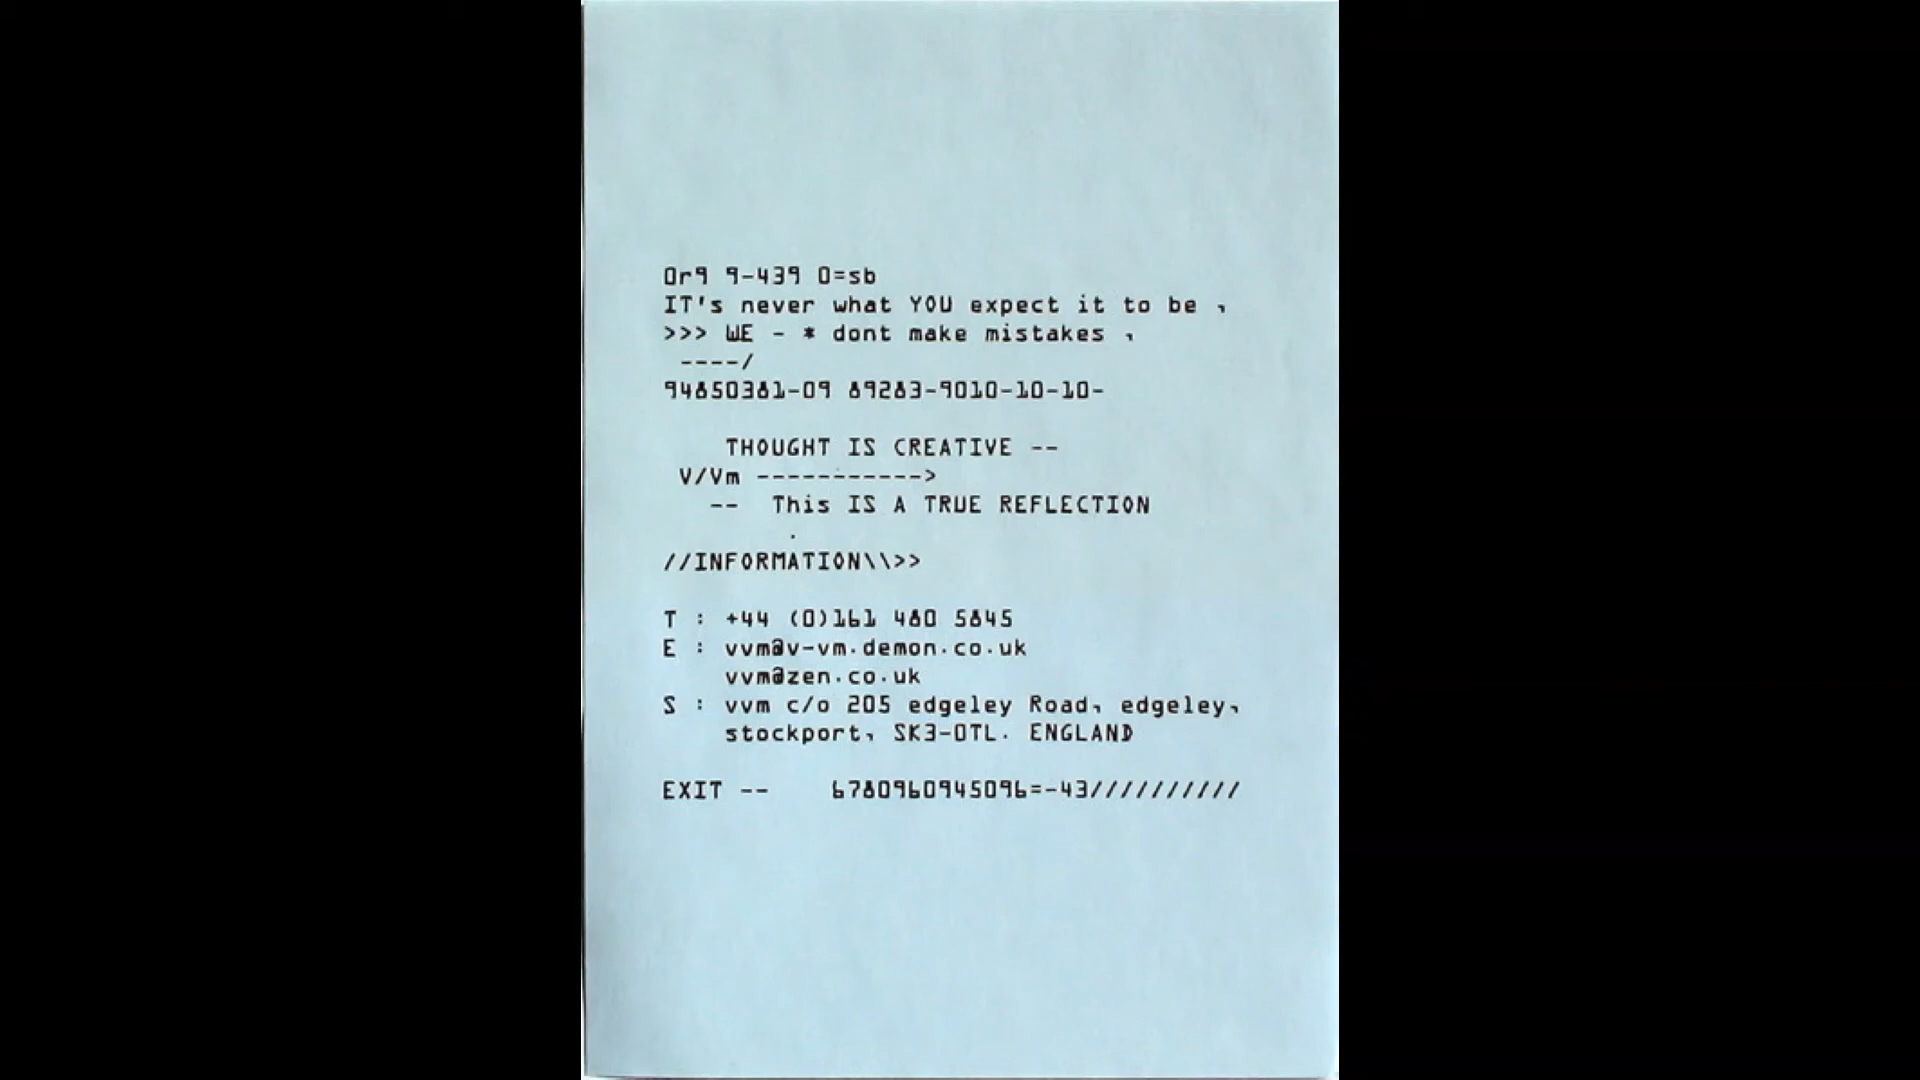 Or9 9-439 0=sb
IT's never what YOU expect it to be ,
>>> WE - * dont make mistakes ,
----/
94850381-09 89283-9010-10-10-
THOUGHT IS CREATIVE --
V/Vm ----------->
-- This IS A TRUE REFLECTION
.
//INFORMATION\\>>
T : +44 (0)161 480 5845
E : vvm@v-vm.demon.co.uk
vvm@zen.co.uk
S : vvm c/o 205 edgeley Road, edgeley,
stockport, SK3-0TL. ENGLAND
EXIT -- 6780960945096=-43//////////